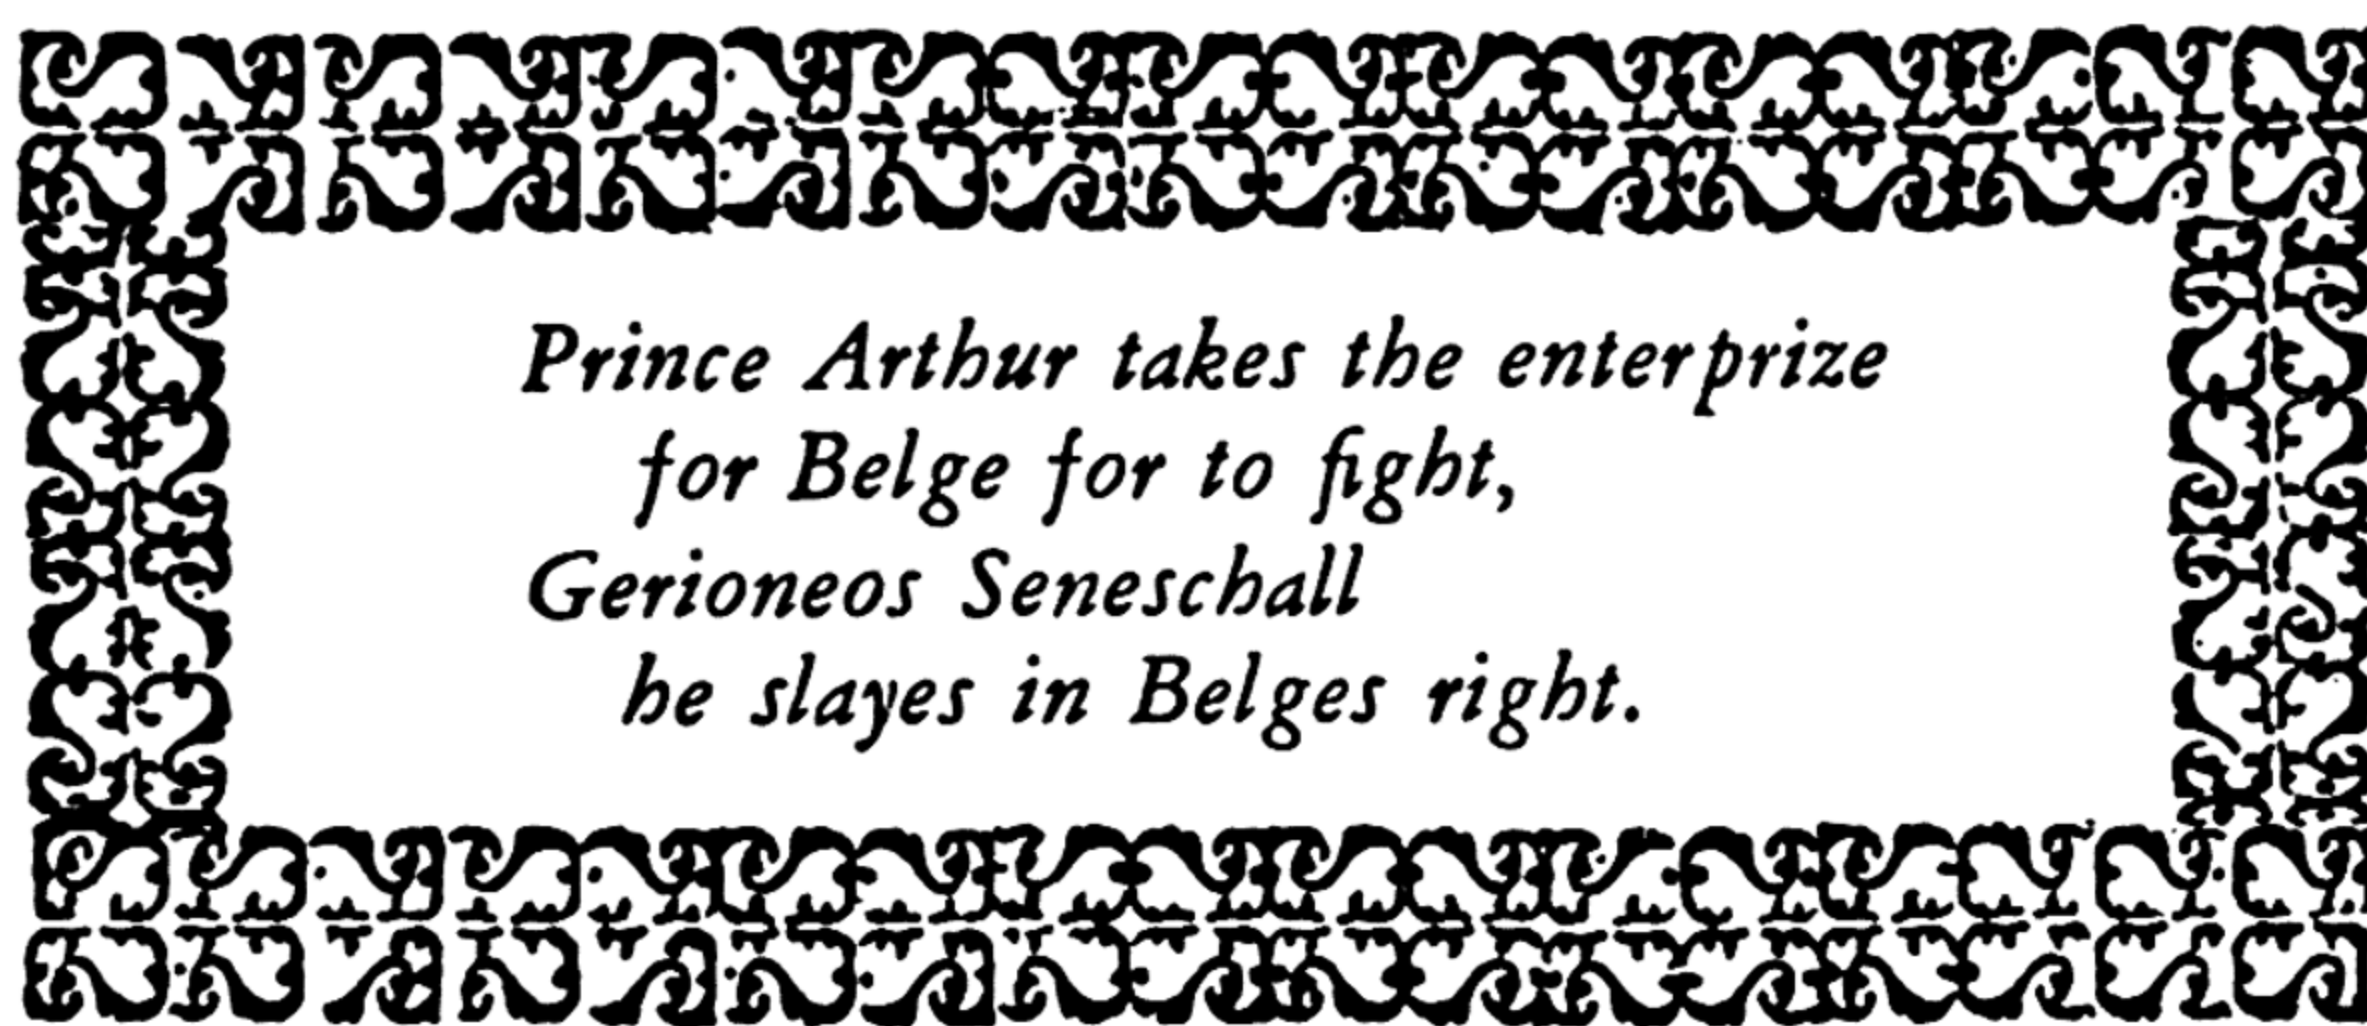 Prince Arthur takes the enterprize
for Belge for to fight,
Gerioneos Seneschall
he slayes in Belges right.